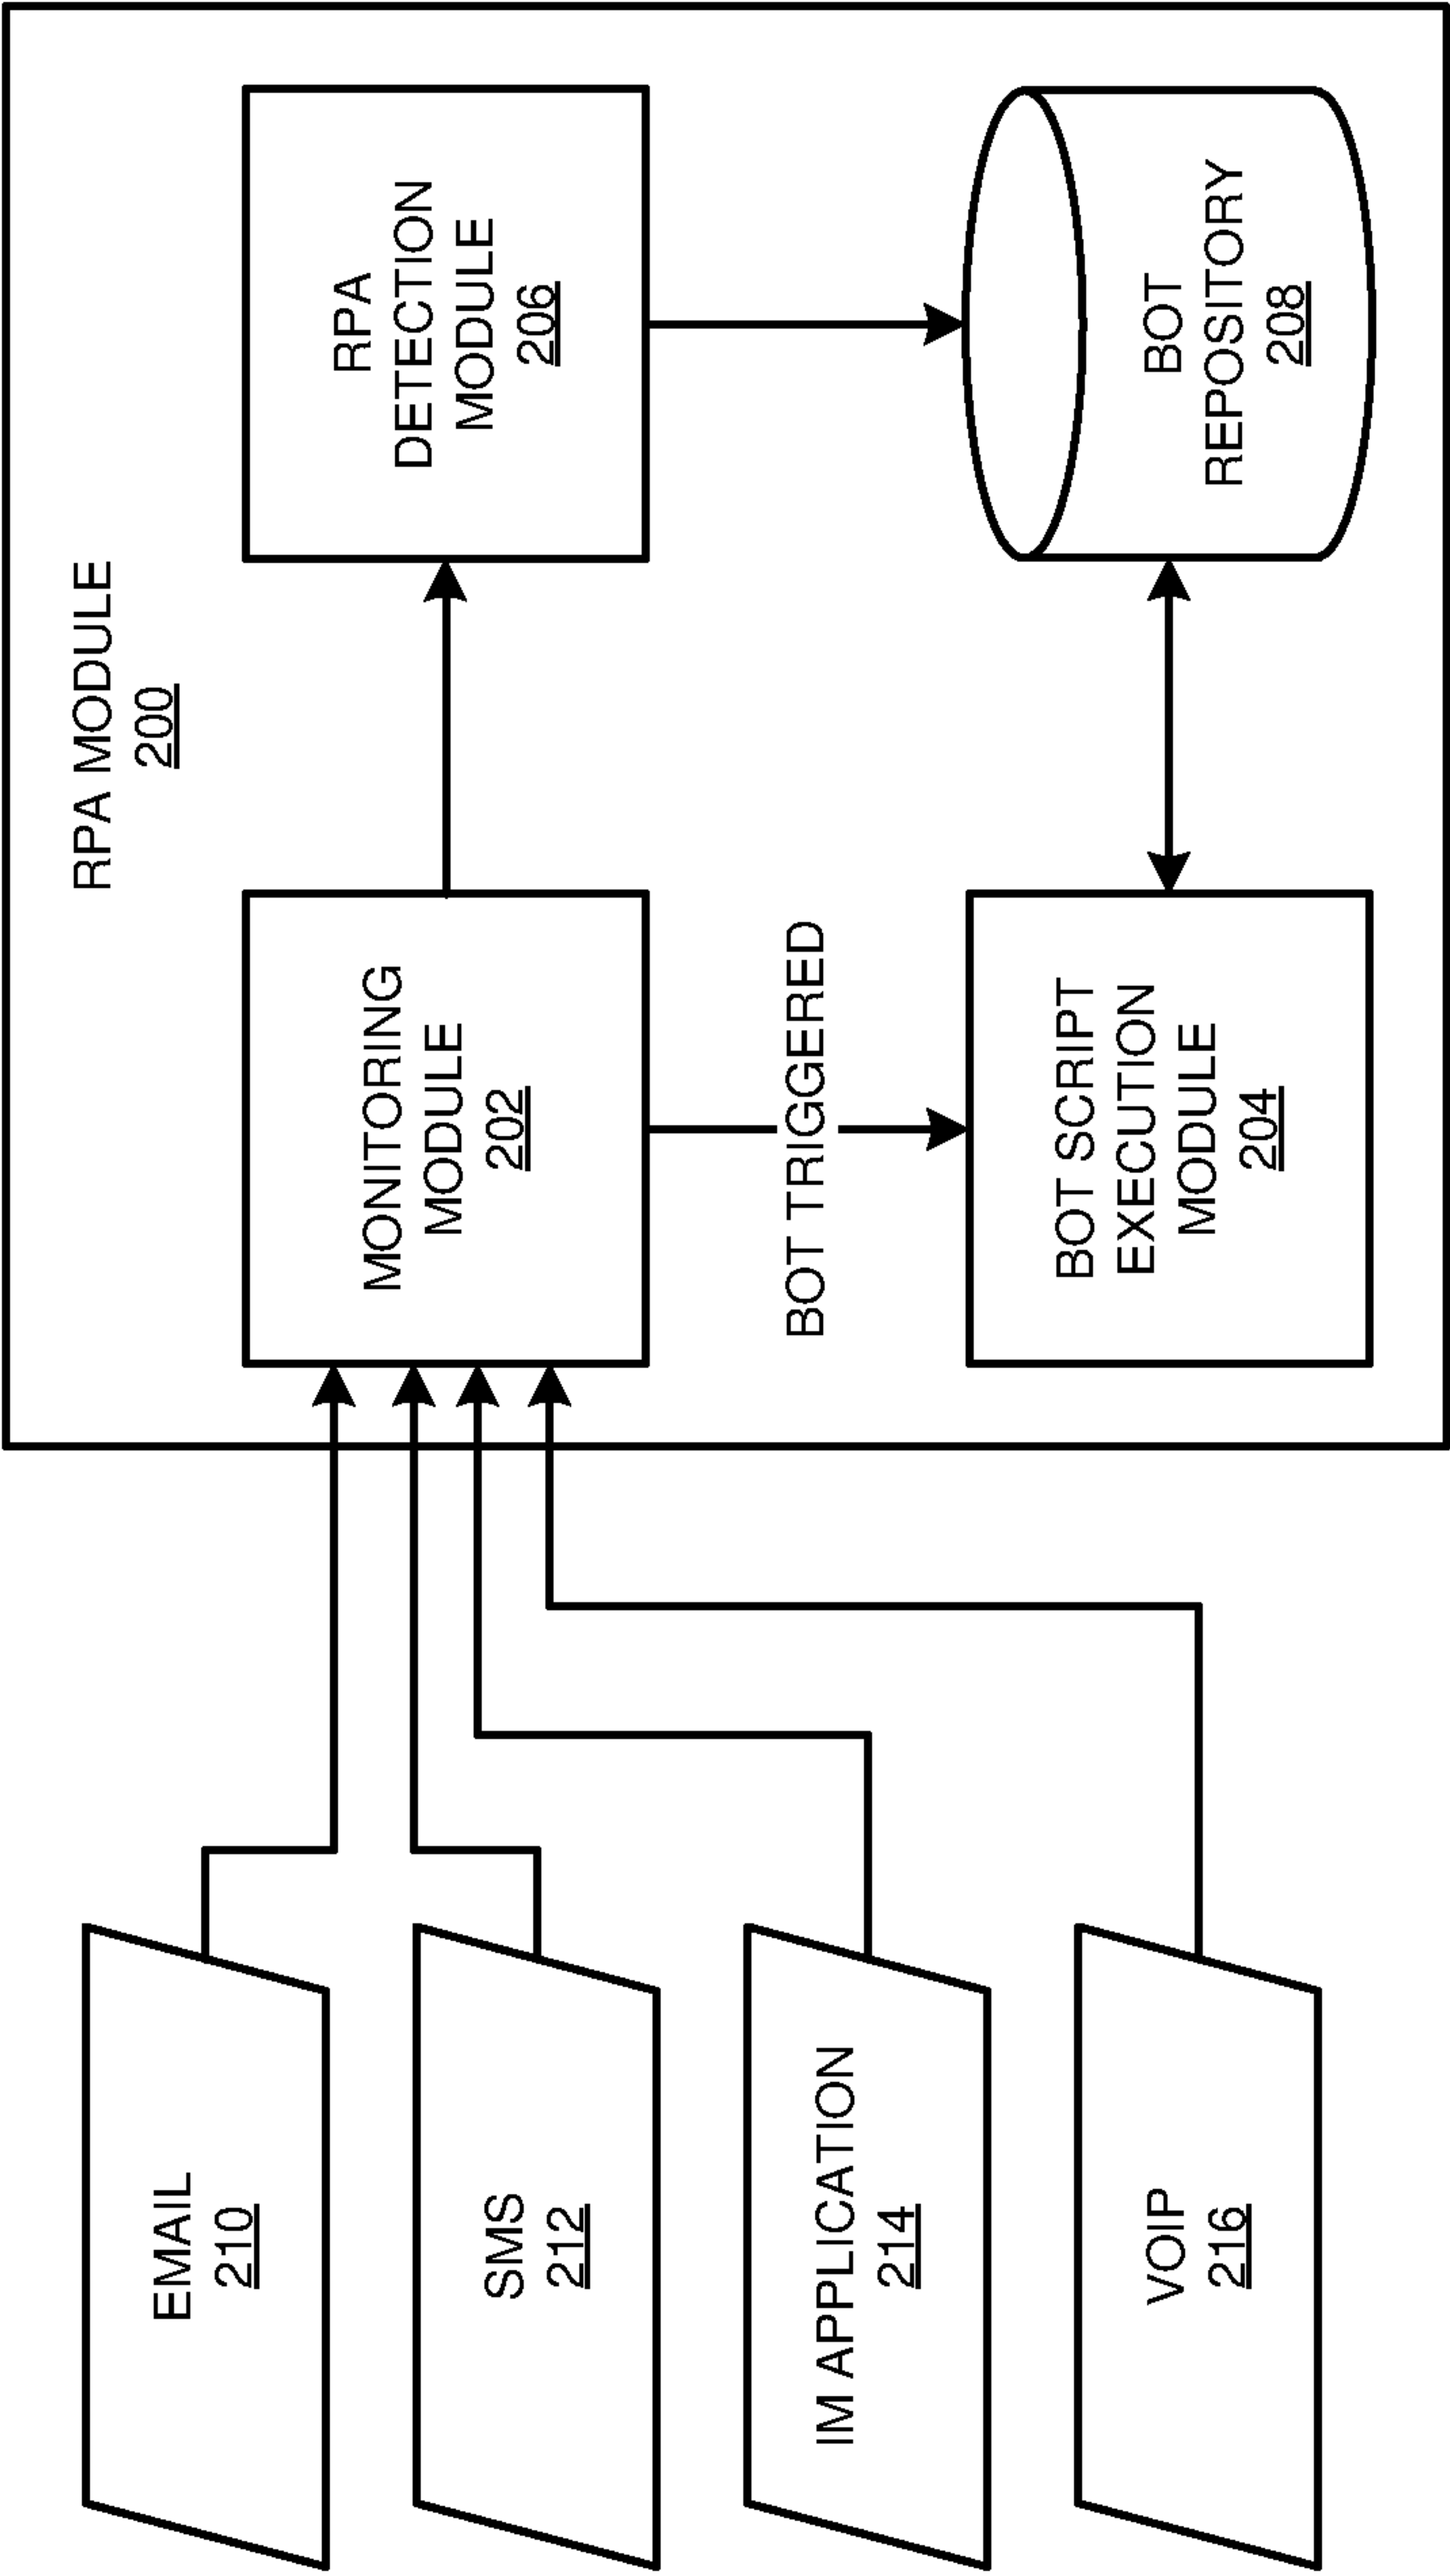 RPA MODULE
200
EMAIL
210
SMS
212
IM APPLICATION
214
VOIP
216
MONITORING
MODULE
202
RPA
DETECTION
MODULE
206
BOT TRIGGERED
BOT SCRIPT
EXECUTION
MODULE
204
BOT
REPOSITORY
208